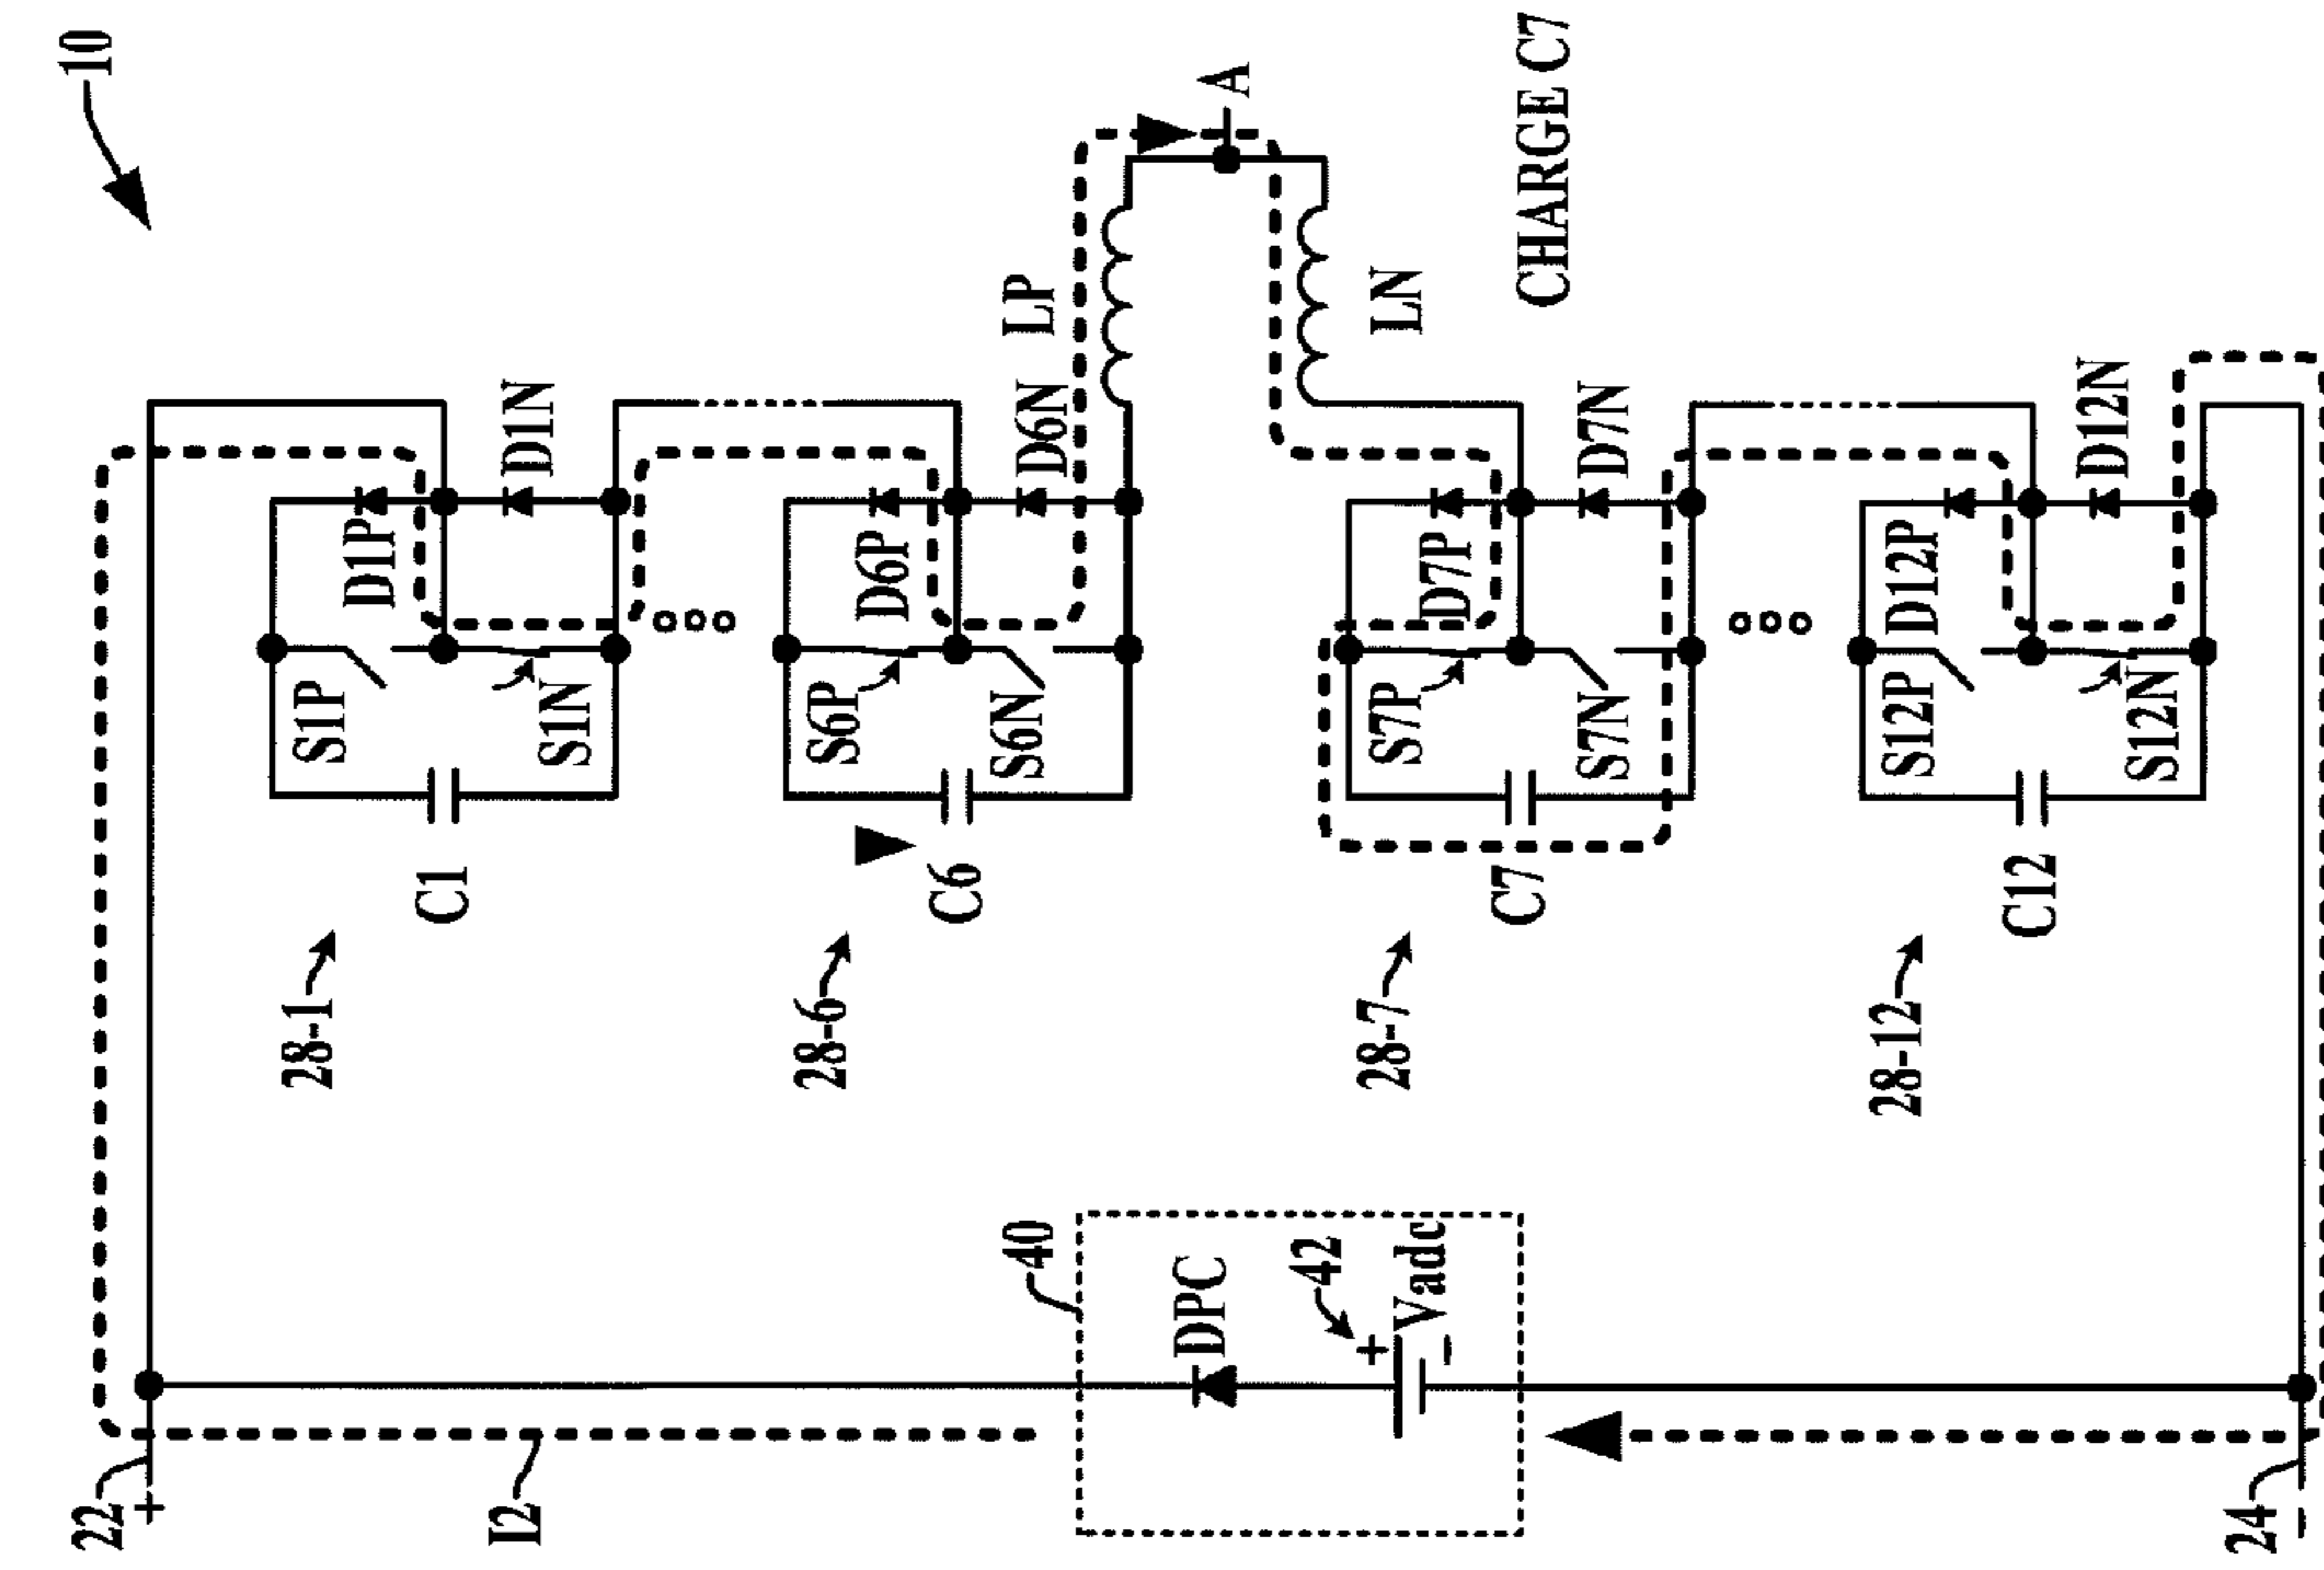 10
22
+
I2
28-1
C1
S1P
S1N
D1P
D1N
28-6
C6
S6P
S6N
D6P
D6N
LP
A
LN
40
DPC
42
+
Vadc
-
28-7
C7
S7P
S7N
D7P
D7N
28-12
C12
S12P
S12N
D12P
D12N
24
-
CHARGE C7